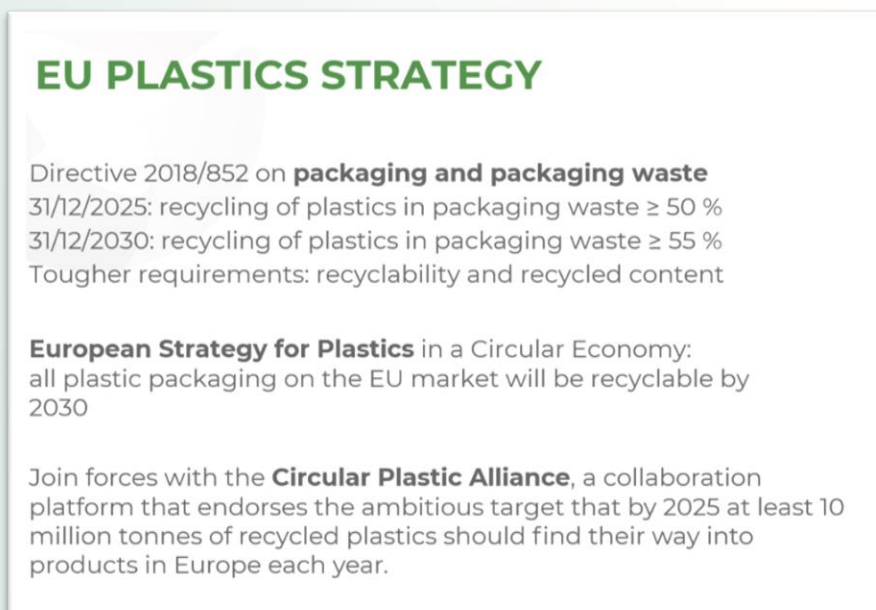 EU PLASTICS STRATEGY
Directive 2018/852 on packaging and packaging waste
31/12/2025: recycling of plastics in packaging waste ≥ 50 %
31/12/2030: recycling of plastics in packaging waste ≥ 55 %
Tougher requirements: recyclability and recycled content
European Strategy for Plastics in a Circular Economy:
all plastic packaging on the EU market will be recyclable by
2030
Join forces with the Circular Plastic Alliance, a collaboration
platform that endorses the ambitious target that by 2025 at least 10
million tonnes of recycled plastics should find their way into
products in Europe each year.